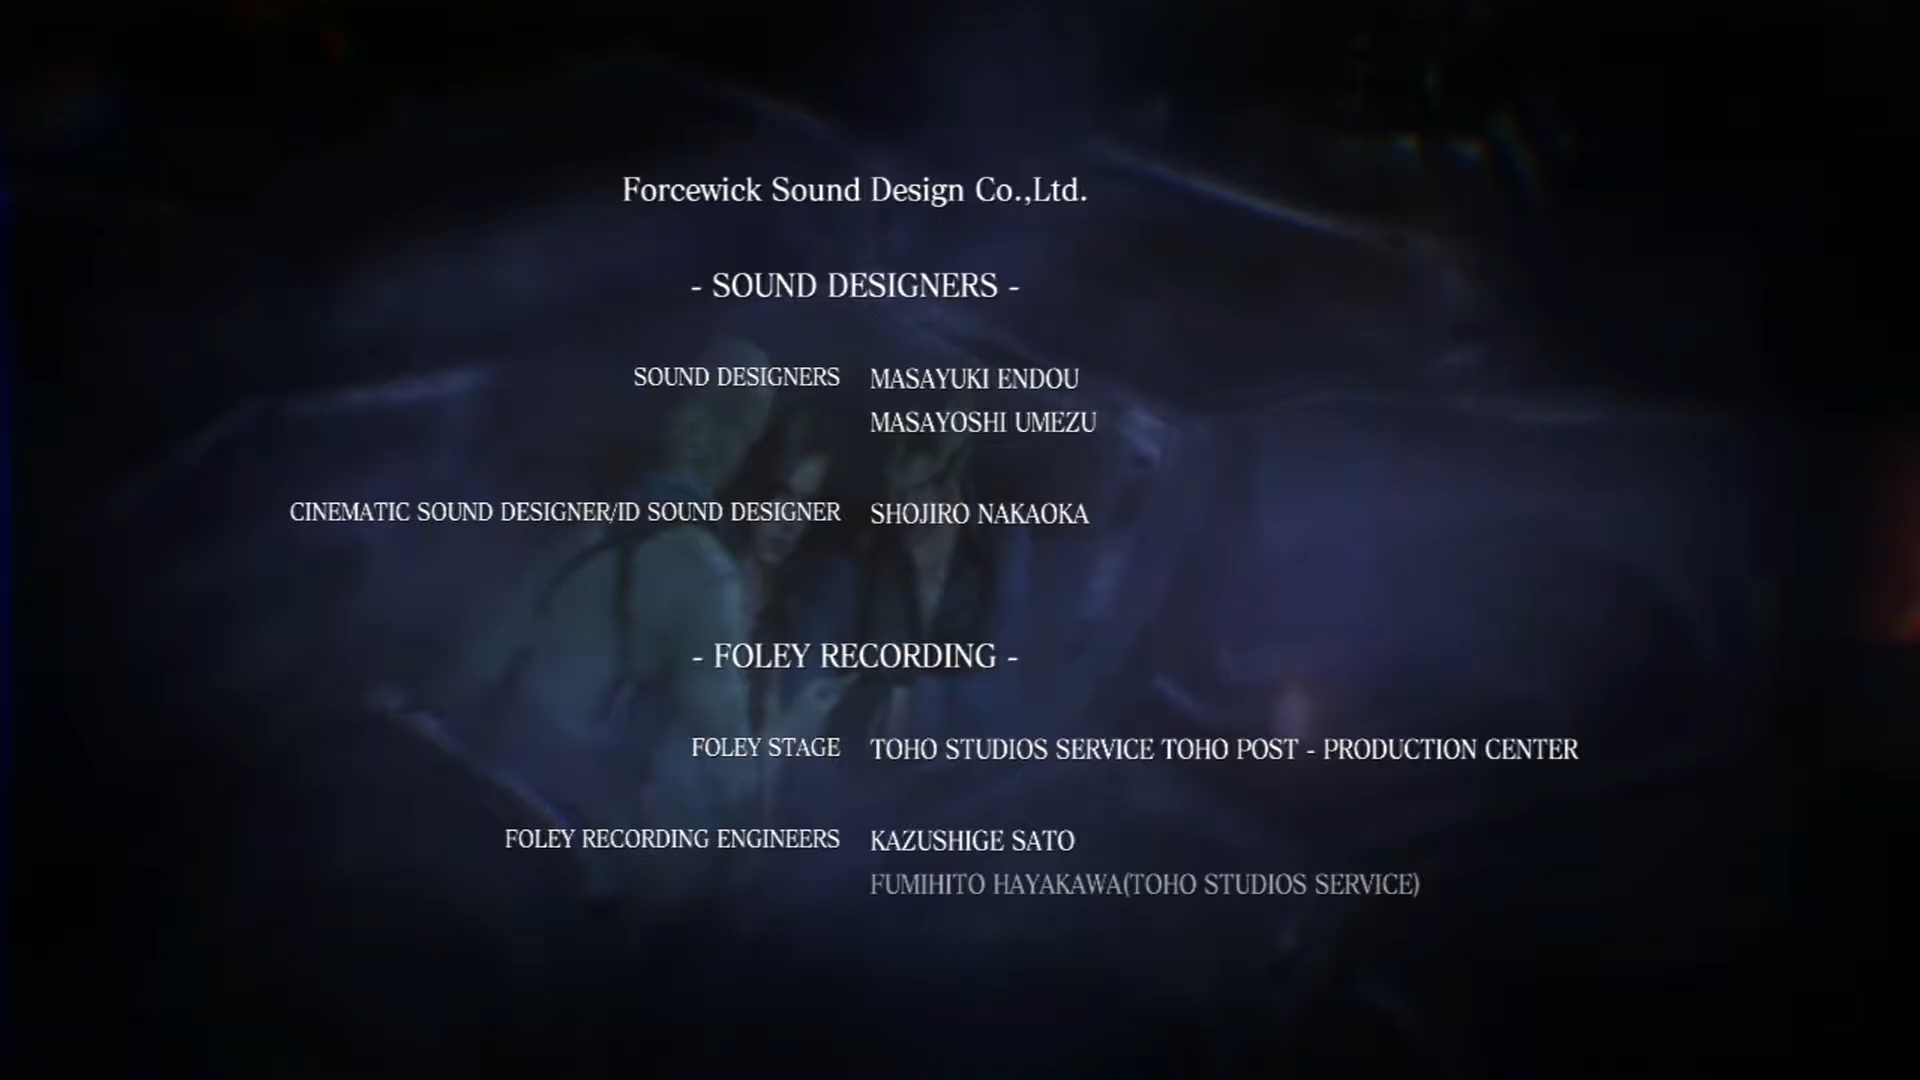 Forcewick Sound Design Co.,Ltd.
- SOUND DESIGNERS -
SOUND DESIGNERS MASAYUKI ENDOU
MASAYOSHI UMEZU
CINEMATIC SOUND DESIGNER/ID SOUND DESIGNER SHOJIRO NAKAOKA
- FOLEY RECORDING -
FOLEY STAGE TOHO STUDIOS SERVICE TOHO POST - PRODUCTION CENTER
FOLEY RECORDING ENGINEERS KAZUSHIGE SATO
FUMIHITO HAYAKAWA(TOHO STUDIOS SERVICE)